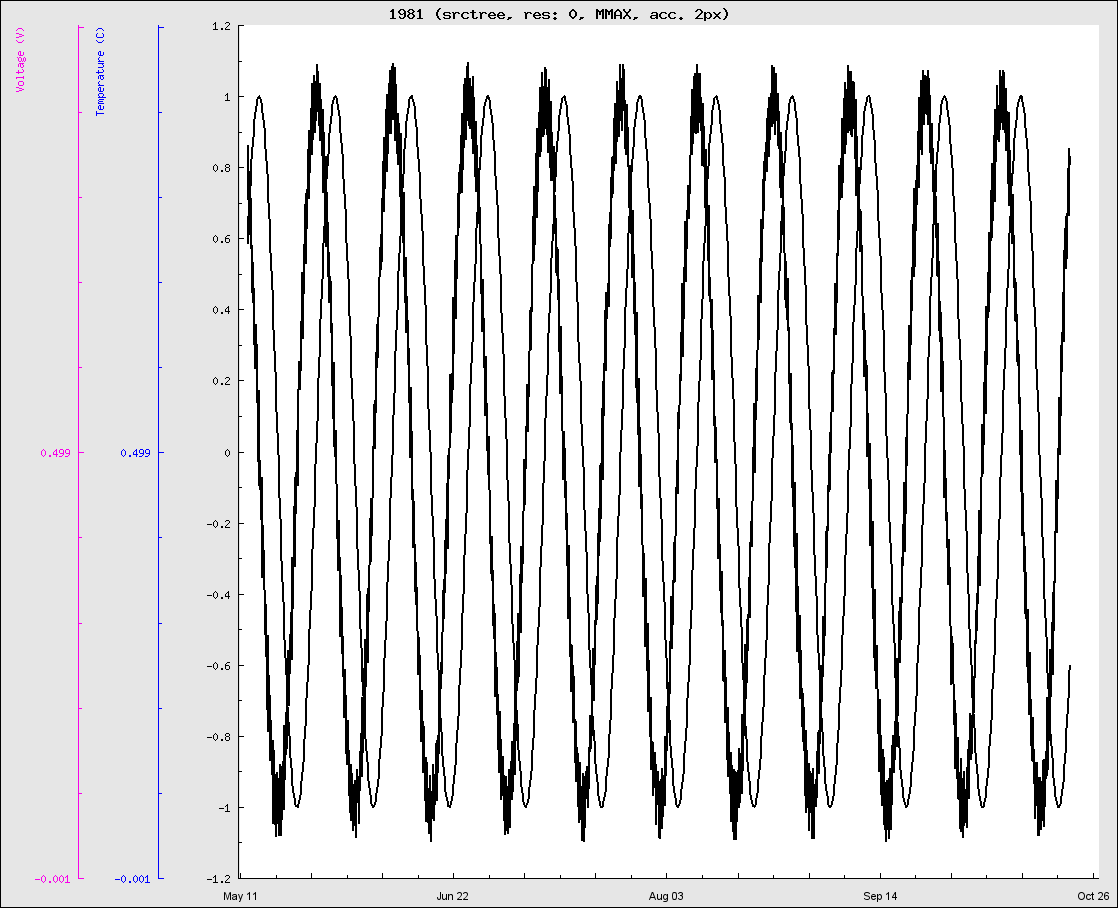 1981 (srctree, res: 0, MMAX, acc. 2px)
Voltage (V)
Temperature (C)
1.2
1
0.8
0.6
0.4
0.2
0.499
0.499
0
-0.2
-0.4
-0.6
-0.8
-1
-0.001
-0.001
-1.2
May 11
Jun 22
Aug 03
Sep 14
Oct 26